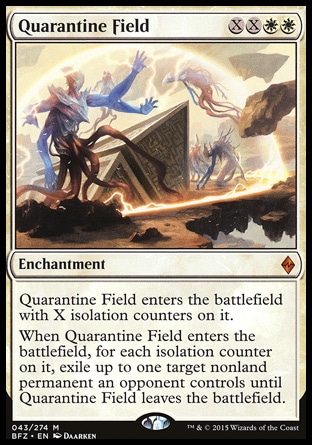 Quarantine Field XX
Enchantment
Quarantine Field enters the battlefield
with X isolation counters on it.
When Quarantine Field enters the
battlefield, for each isolation counter
on it, exile up to one target nonland
permanent an opponent controls until
Quarantine Field leaves the battlefield.
043/274 M
BFZ • EN DAARKEN
™ & © 2015 Wizards of the Coast